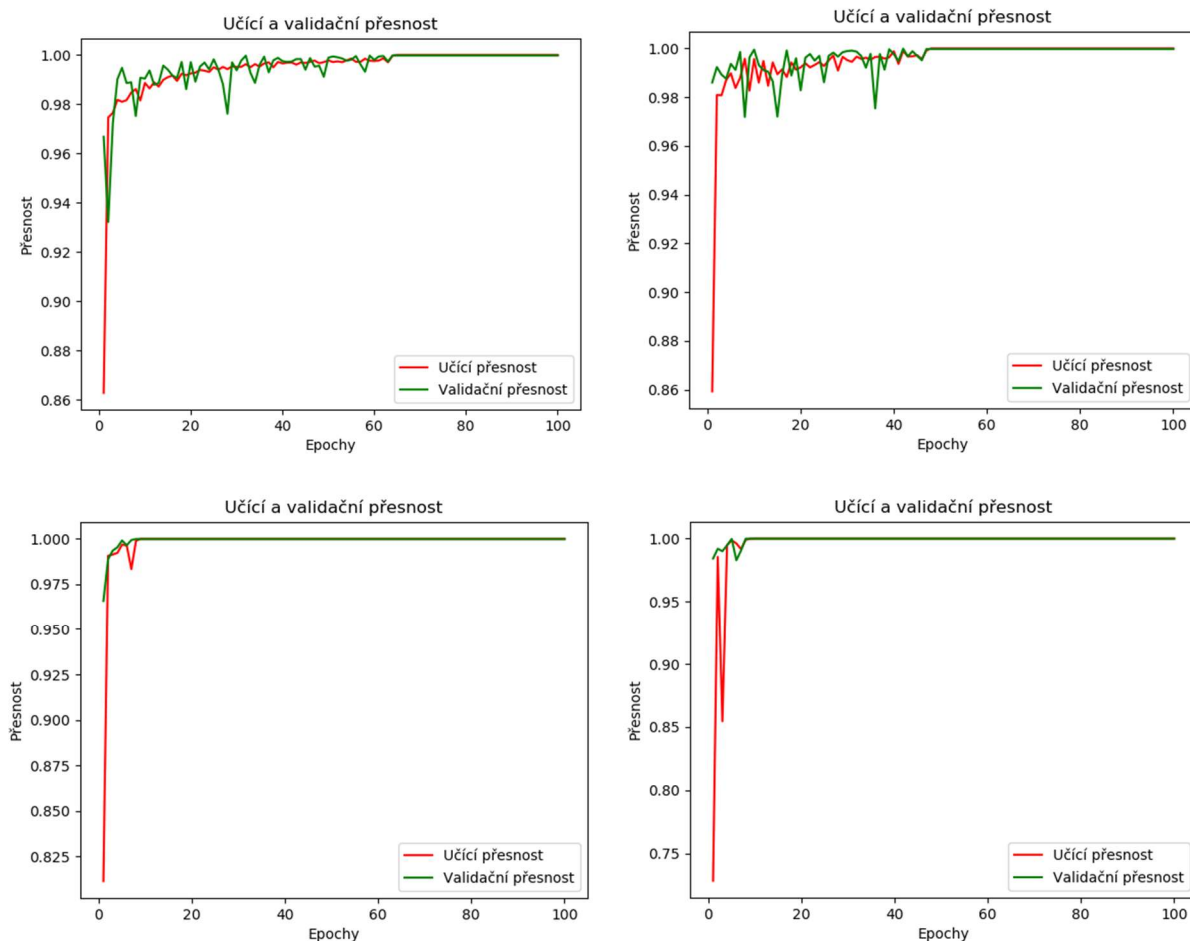 Učící a validační přesnost
1.00
0.98
0.96
0.94
0.92
0.90
0.88
0.86
Přesnost
0 20 40 60 80 100
Epochy
Učící přesnost
Validační přesnost
Učící a validační přesnost
1.00
0.98
0.96
0.94
0.92
0.90
0.88
0.86
Přesnost
0 20 40 60 80 100
Epochy
Učící přesnost
Validační přesnost
Učící a validační přesnost
1.000
0.975
0.950
0.925
0.900
0.875
0.850
0.825
Přesnost
0 20 40 60 80 100
Epochy
Učící přesnost
Validační přesnost
Učící a validační přesnost
1.00
0.95
0.90
0.85
0.80
0.75
Přesnost
0 20 40 60 80 100
Epochy
Učící přesnost
Validační přesnost